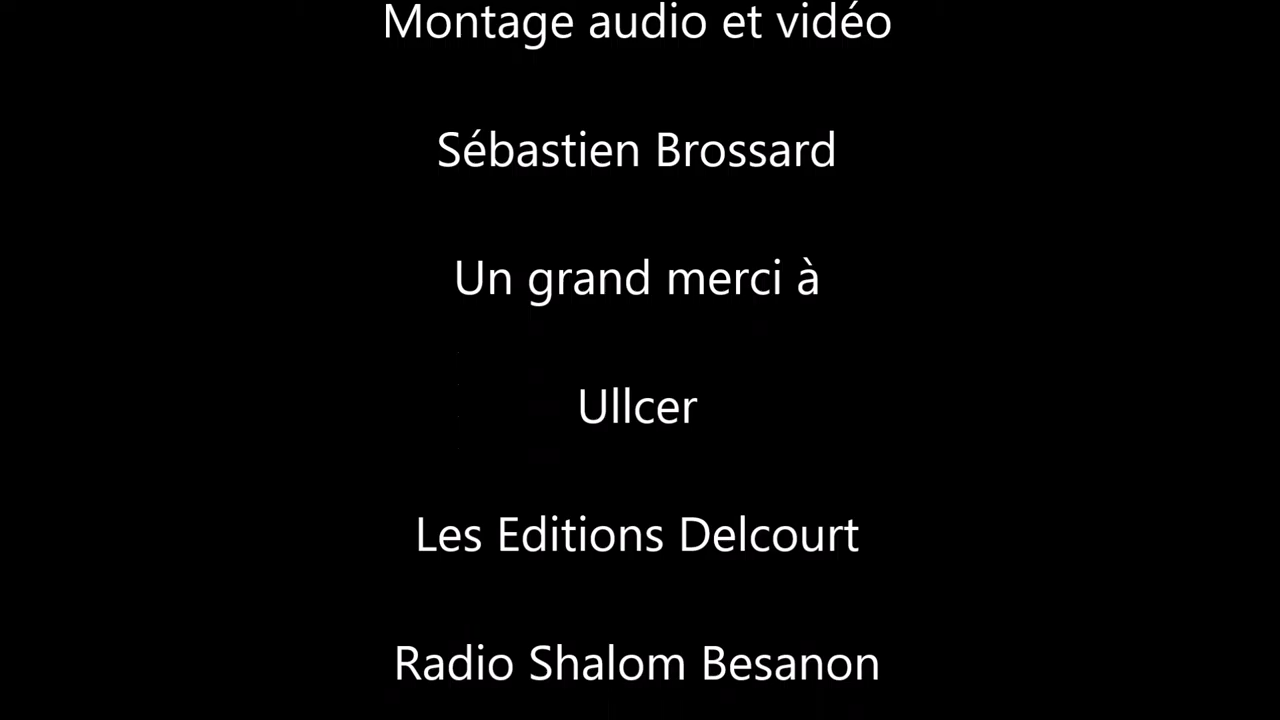 Montage audio et vidéo
Sébastien Brossard
Un grand merci à
Ullcer
Les Editions Delcourt
Radio Shalom Besanon